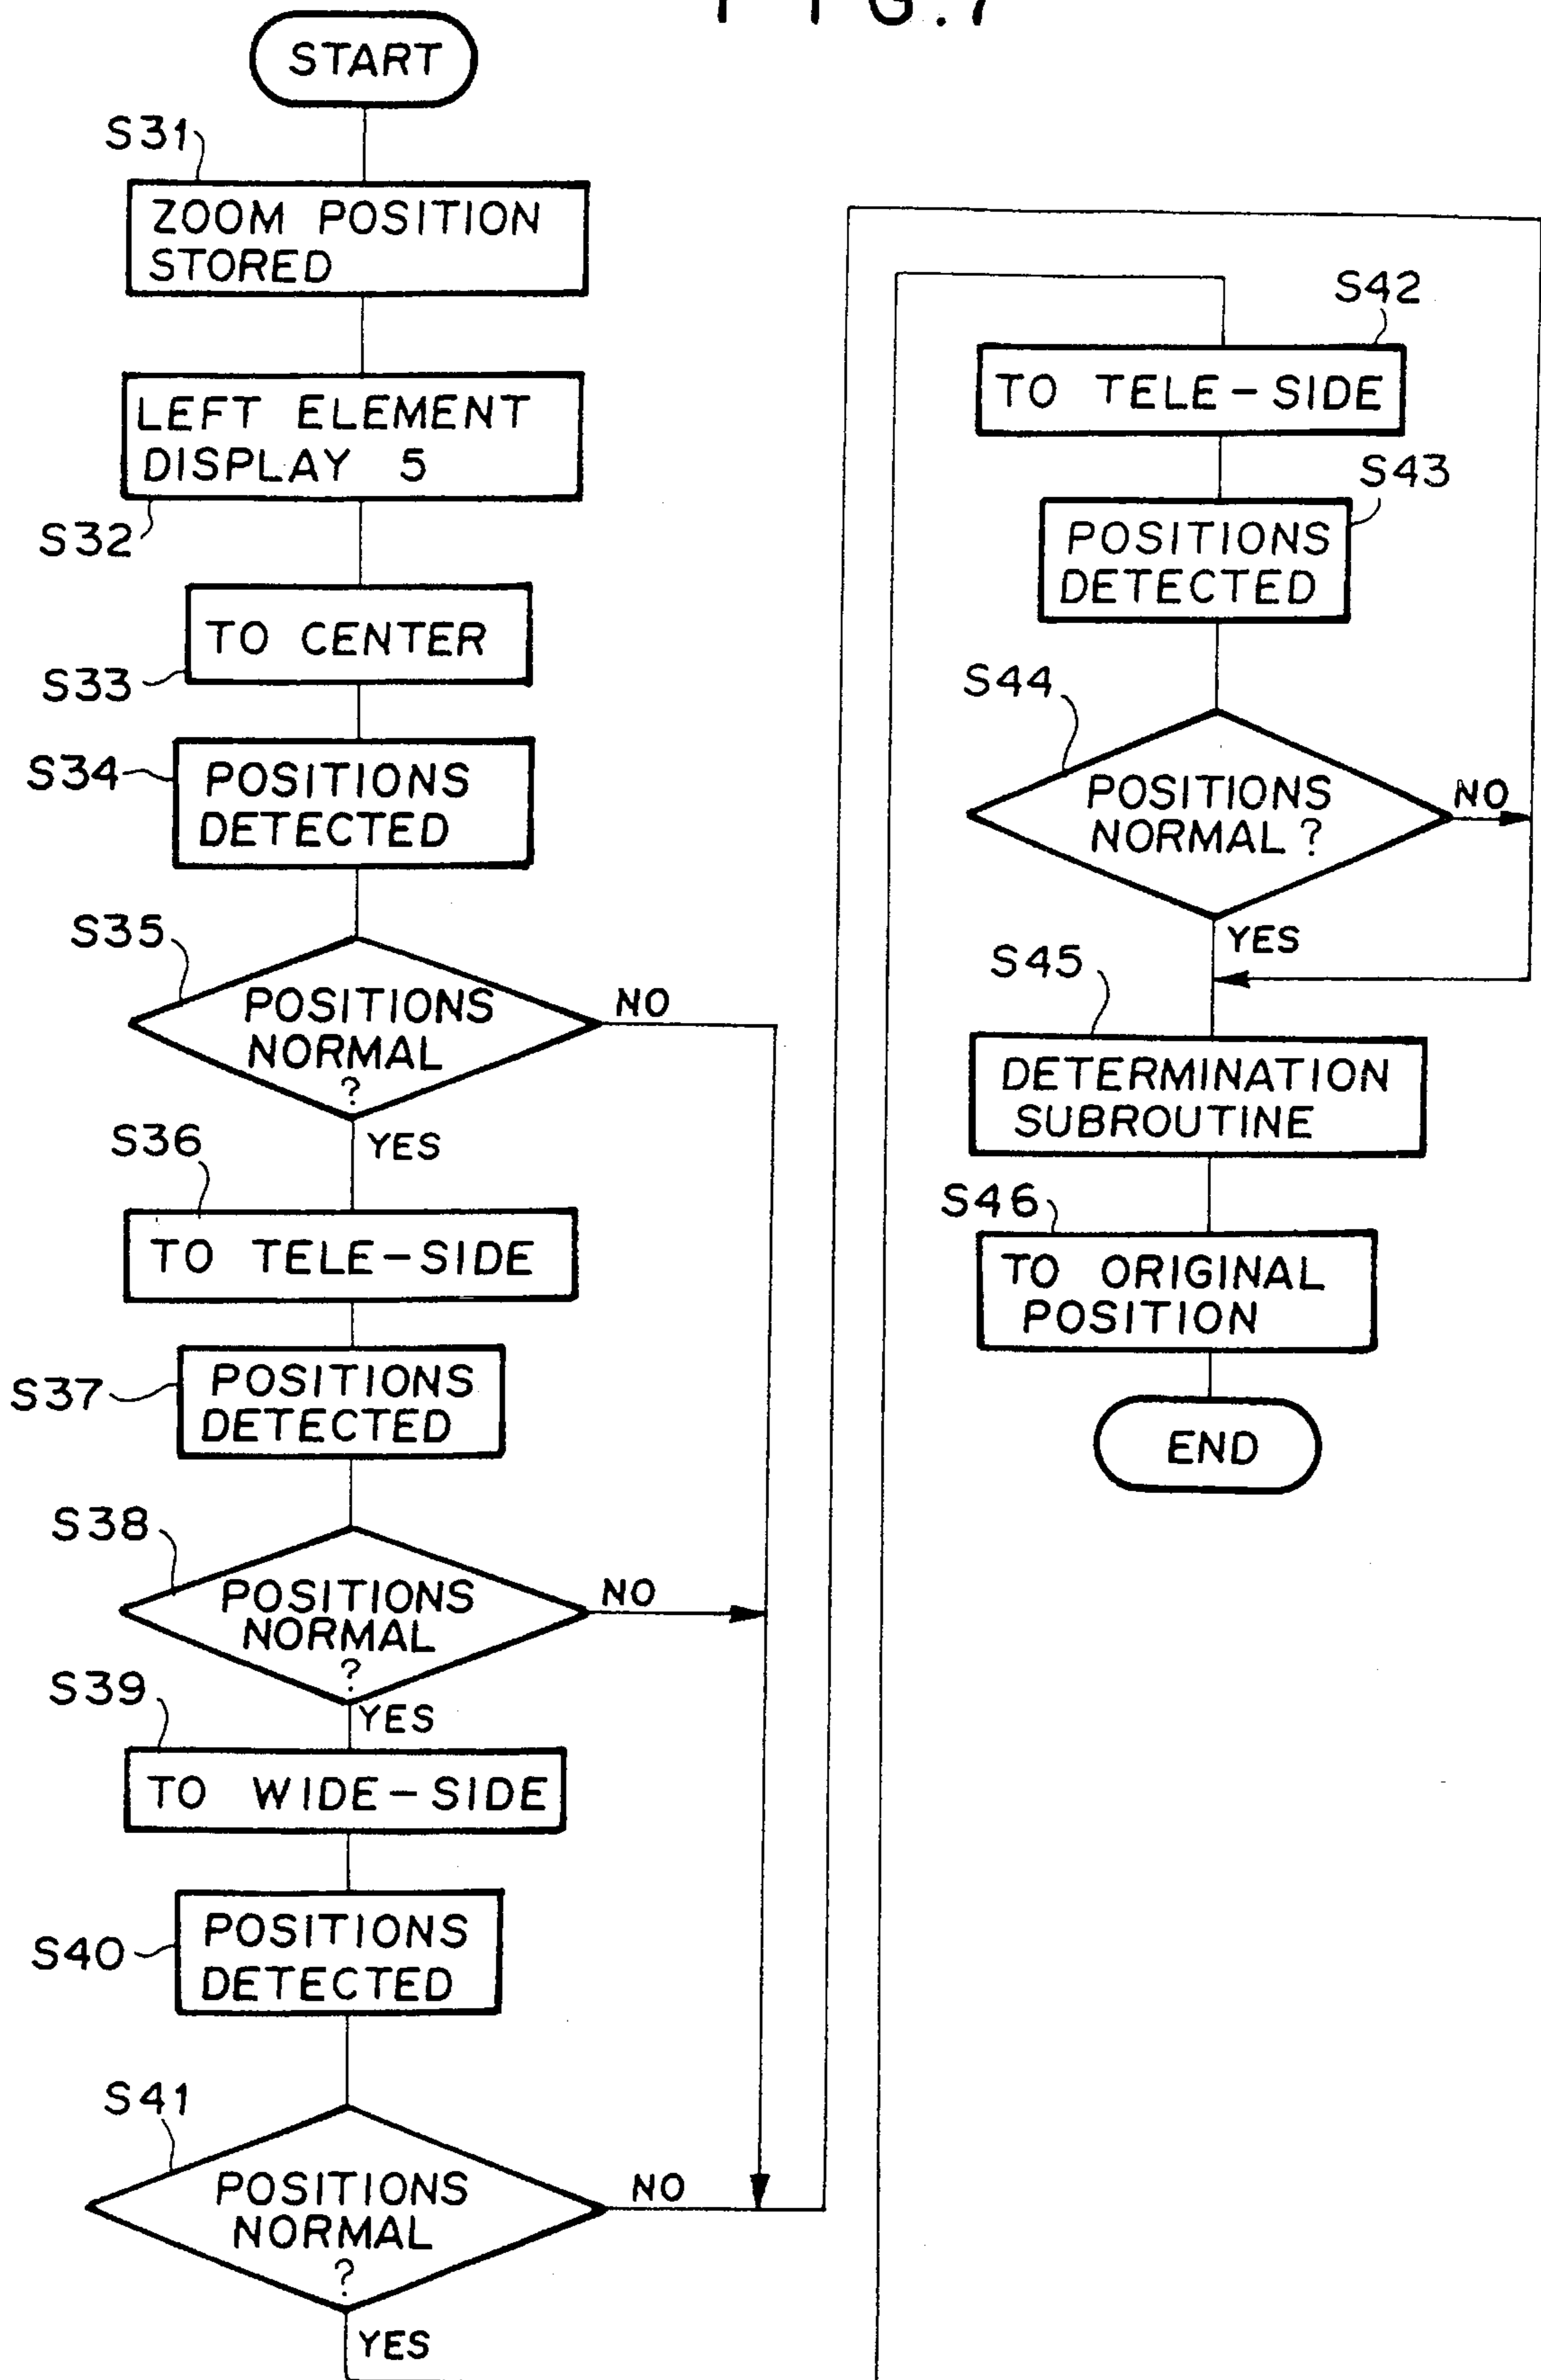 FIG.7
START
S31
ZOOM POSITION
STORED
LEFT ELEMENT
DISPLAY 5
S32
TO CENTER
S33
S34
POSITIONS
DETECTED
S35
POSITIONS
NORMAL
?
NO
YES
S36
TO TELE-SIDE
S37
POSITIONS
DETECTED
S38
POSITIONS
NORMAL
?
NO
YES
S39
TO WIDE-SIDE
S40
POSITIONS
DETECTED
S41
POSITIONS
NORMAL
?
NO
YES
S42
TO TELE-SIDE
S43
POSITIONS
DETECTED
S44
POSITIONS
NORMAL?
NO
YES
S45
DETERMINATION
SUBROUTINE
S46
TO ORIGINAL
POSITION
END